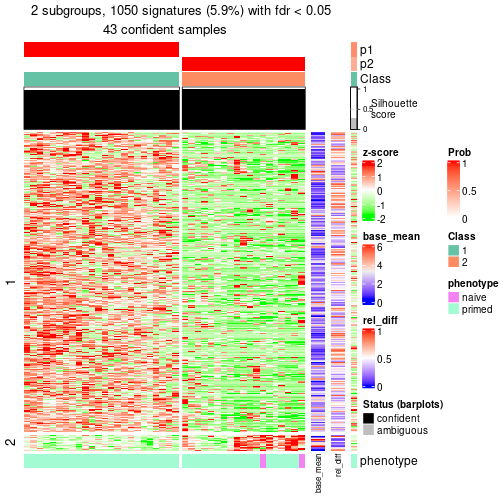 2 subgroups, 1050 signatures (5.9%) with fdr < 0.05
43 confident samples
p1
p2
Class
1
0.5
0
Silhouette
score
1
2
z-score
2
1
0
-1
-2
Prob
1
0.5
0
base_mean
6
4
2
0
Class
1
2
phenotype
naive
primed
rel_diff
1
0.5
0
Status (barplots)
confident
ambiguous
phenotype
base_mean
rel_diff